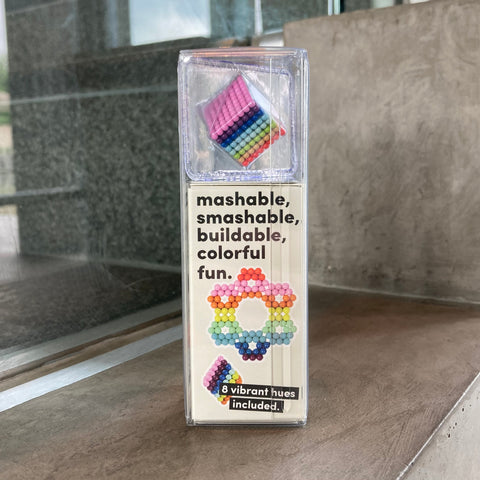 mashable,
smashable,
buildable,
colorful
fun.
8 vibrant hues
included.